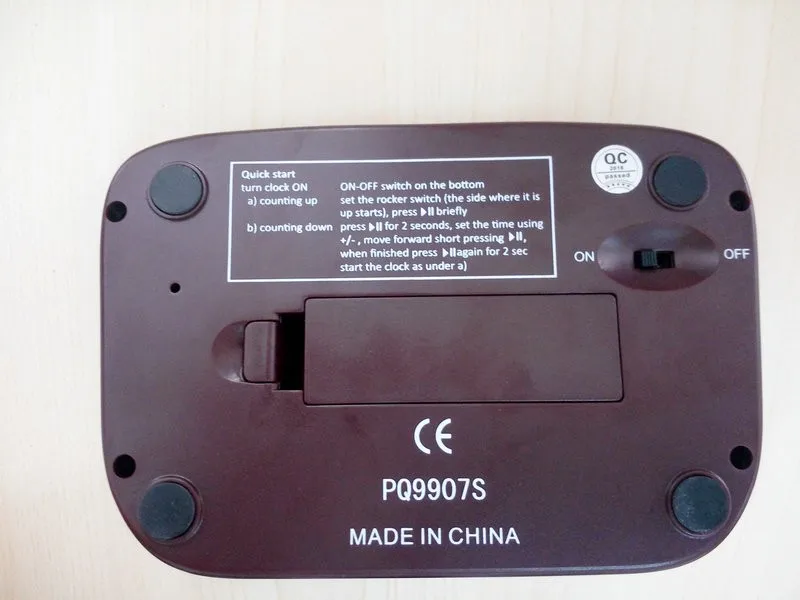 Quick start
turn clock ON ON-OFF switch on the bottom
a) counting up set the rocker switch (the side where it is
up starts), press ⏯ briefly
b) counting down press ⏯ for 2 seconds, set the time using
+/- , move forward short pressing ⏯,
when finished press ⏯again for 2 sec
start the clock as under a)
QC
2018
passed
ON
OFF
CE
PQ9907S
MADE IN CHINA